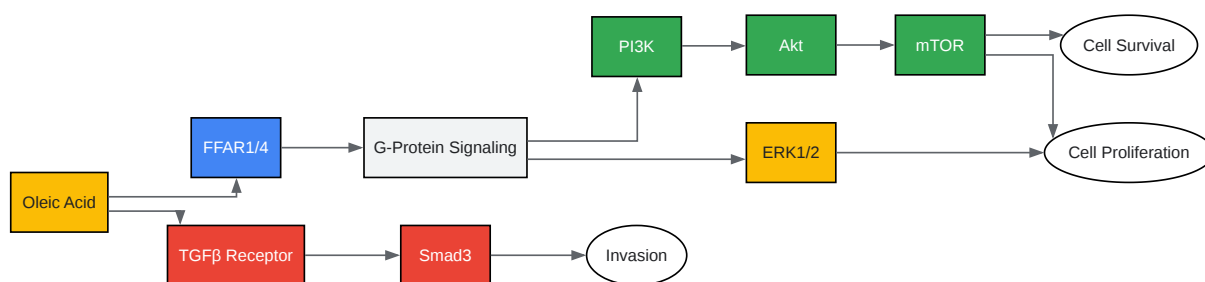 PI3K
Akt
mTOR
Cell Survival
FFAR1/4
G-Protein Signaling
ERK1/2
Cell Proliferation
Oleic Acid
TGFβ Receptor
Smad3
Invasion